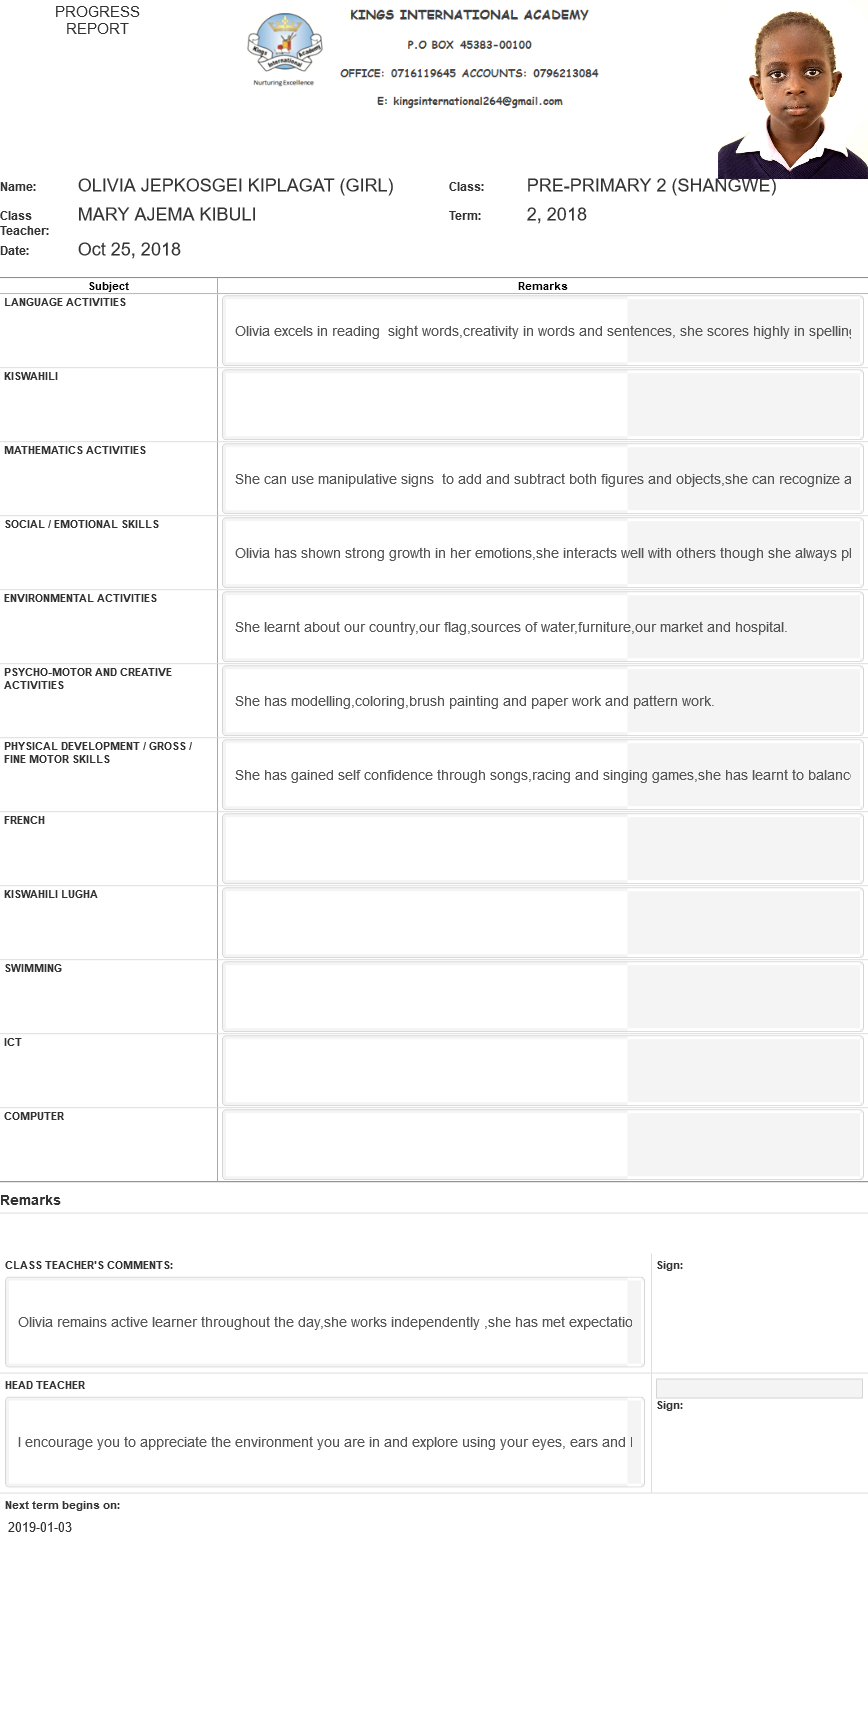 PROGRESS
REPORT
KINGS INTERNATIONAL ACADEMY
P.O BOX 45383-00100
OFFICE: 0716119645 ACCOUNTS: 0796213084
E: kingsinternational264@gmail.com
Kings International Academy
Nurturing Excellence
Name: OLIVIA JEPKOSGEI KIPLAGAT (GIRL) Class: PRE-PRIMARY 2 (SHANGWE)
Class Teacher: MARY AJEMA KIBULI Term: 2, 2018
Date: Oct 25, 2018
Subject Remarks
LANGUAGE ACTIVITIES
Olivia excels in reading  sight words,creativity in words and sentences, she scores highly in spelling
KISWAHILI
MATHEMATICS ACTIVITIES
She can use manipulative signs  to add and subtract both figures and objects,she can recognize a
SOCIAL / EMOTIONAL SKILLS
Olivia has shown strong growth in her emotions,she interacts well with others though she always pl
ENVIRONMENTAL ACTIVITIES
She learnt about our country,our flag,sources of water,furniture,our market and hospital.
PSYCHO-MOTOR AND CREATIVE
ACTIVITIES
She has modelling,coloring,brush painting and paper work and pattern work.
PHYSICAL DEVELOPMENT / GROSS /
FINE MOTOR SKILLS
She has gained self confidence through songs,racing and singing games,she has learnt to balanc
FRENCH
KISWAHILI LUGHA
SWIMMING
ICT
COMPUTER
Remarks
CLASS TEACHER'S COMMENTS: Sign:
Olivia remains active learner throughout the day,she works independently ,she has met expectatio
HEAD TEACHER
Sign:
I encourage you to appreciate the environment you are in and explore using your eyes, ears and
Next term begins on:
2019-01-03